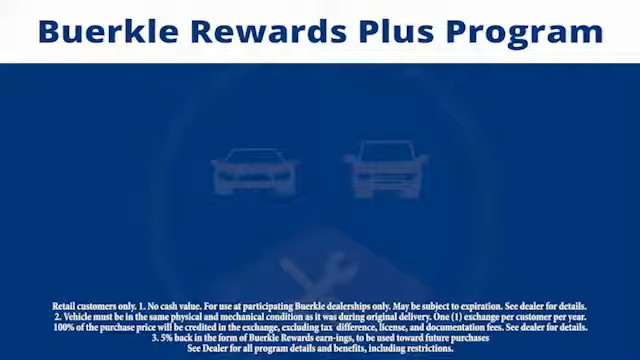 Buerkle Rewards Plus Program
Retail customers only. 1. No cash value. For use at participating Buerkle dealerships only. May be subject to expiration. See dealer for details.
2. Vehicle must be in the same physical and mechanical condition as it was during original delivery. One (1) exchange per customer per year.
100% of the purchase price will be credited in the exchange, excluding tax difference, license, and documentation fees. See dealer for details.
3. 5% back in the form of Buerkle Rewards earn-ings, to be used toward future purchases
See Dealer for all program details and benefits, including restrictions.